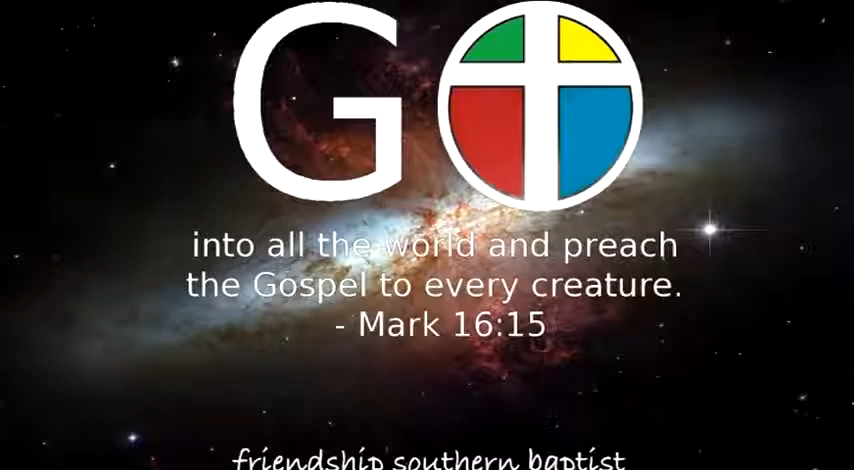 GO
into all the world and preach
the Gospel to every creature.
- Mark 16:15
friendship southern baptist